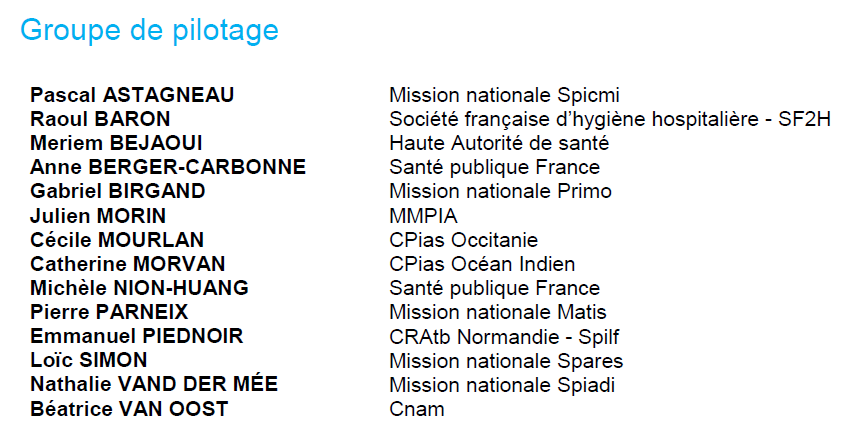 Groupe de pilotage
Pascal ASTAGNEAU Mission nationale Spicmi
Raoul BARON Société française d’hygiène hospitalière - SF2H
Meriem BEJAOUI Haute Autorité de santé
Anne BERGER-CARBONNE Santé publique France
Gabriel BIRGAND Mission nationale Primo
Julien MORIN MMPIA
Cécile MOURLAN CPias Occitanie
Catherine MORVAN CPias Océan Indien
Michèle NION-HUANG Santé publique France
Pierre PARNEIX Mission nationale Matis
Emmanuel PIEDNOIR CRAtb Normandie - Spilf
Loïc SIMON Mission nationale Spares
Nathalie VAND DER MÉE Mission nationale Spiadi
Béatrice VAN OOST Cnam